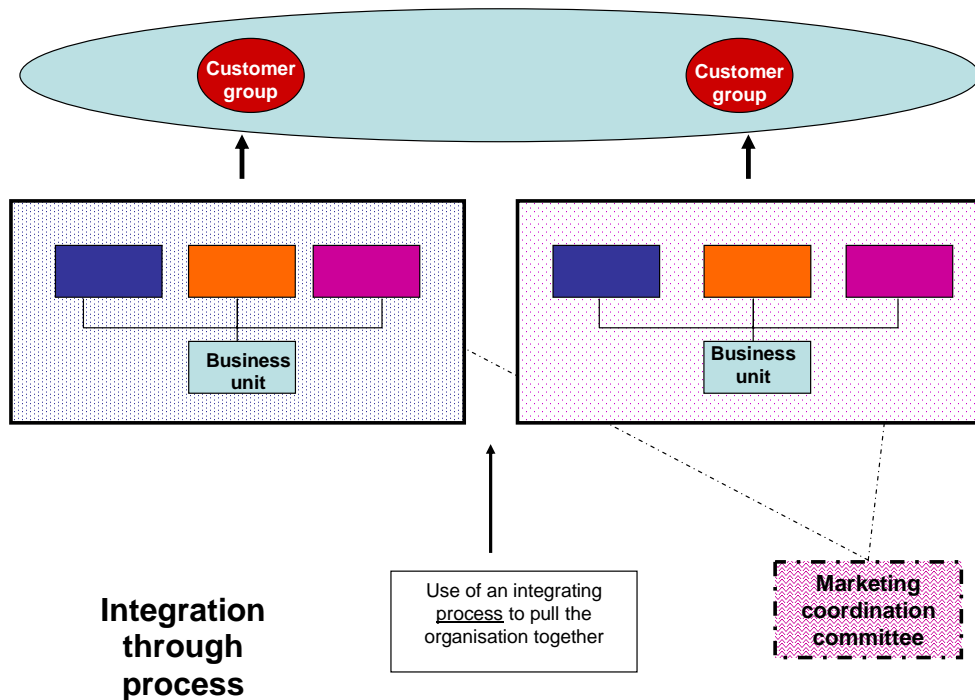 Customer
group
Customer
group
Business
unit
Business
unit
Use of an integrating
process to pull the
organisation together
Marketing
coordination
committee
Integration
through
process